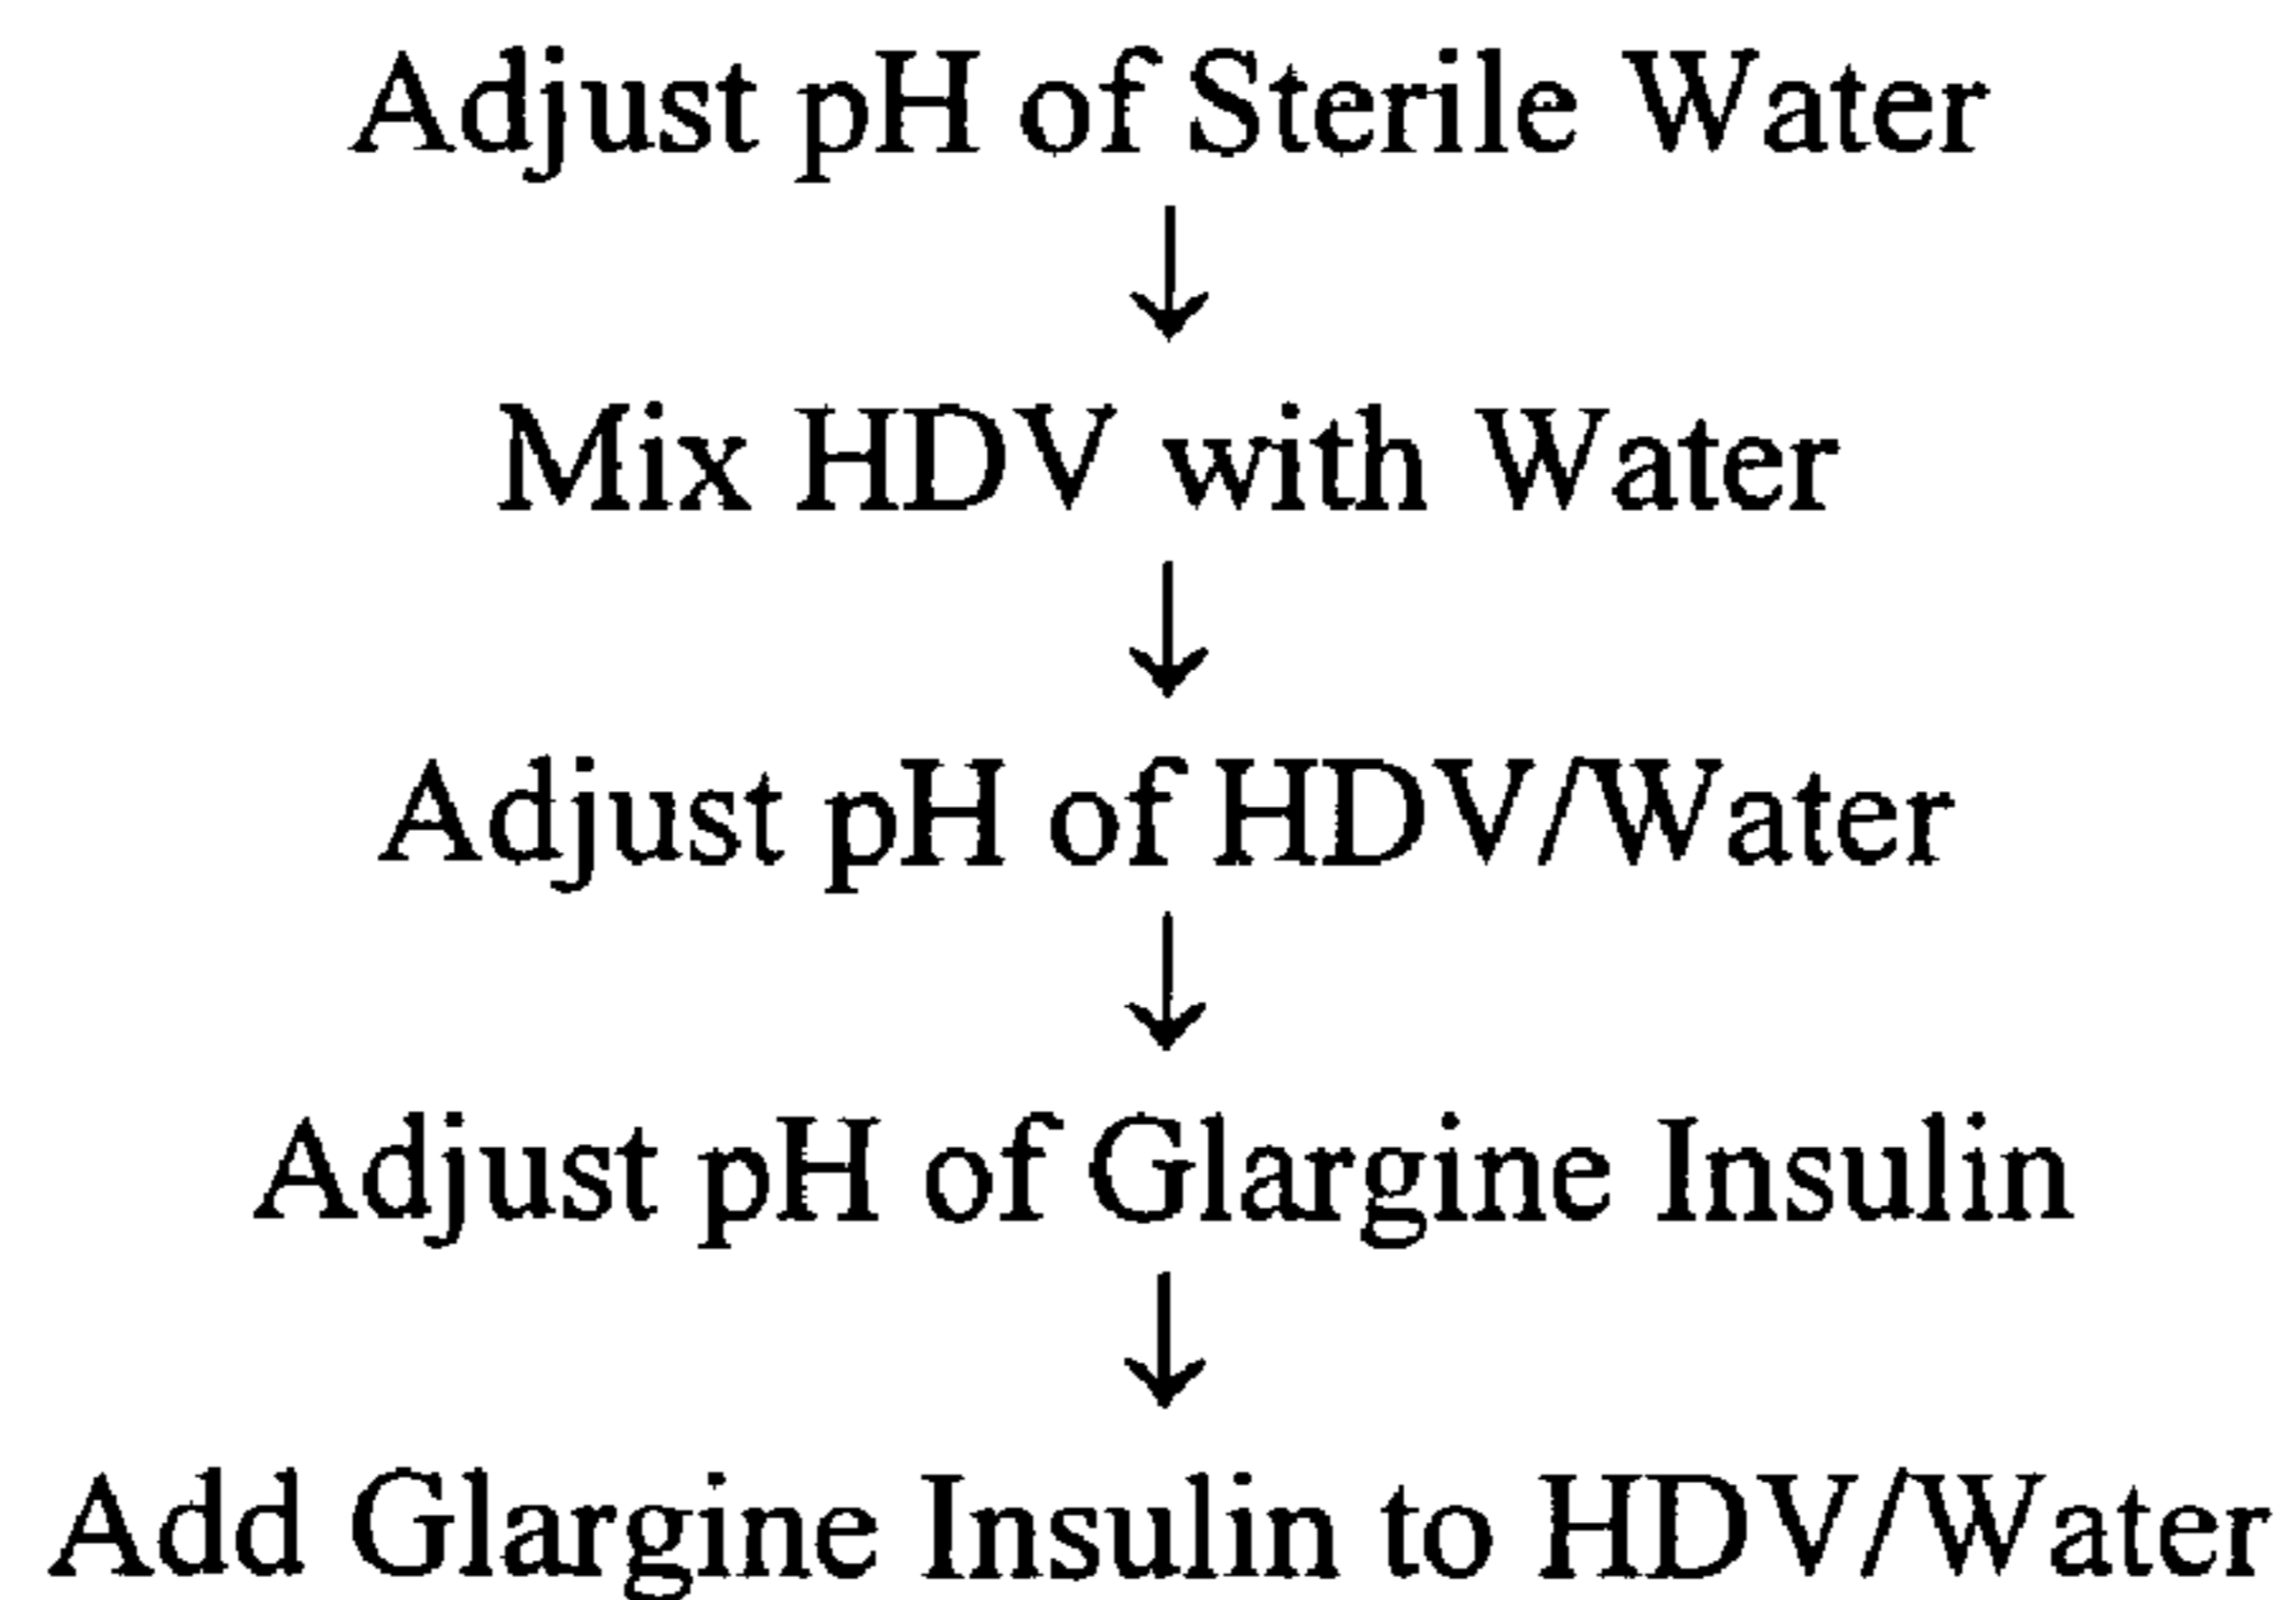 Adjust pH of Sterile Water
Mix HDV with Water
Adjust pH of HDV/Water
Adjust pH of Glargine Insulin
Add Glargine Insulin to HDV/Water